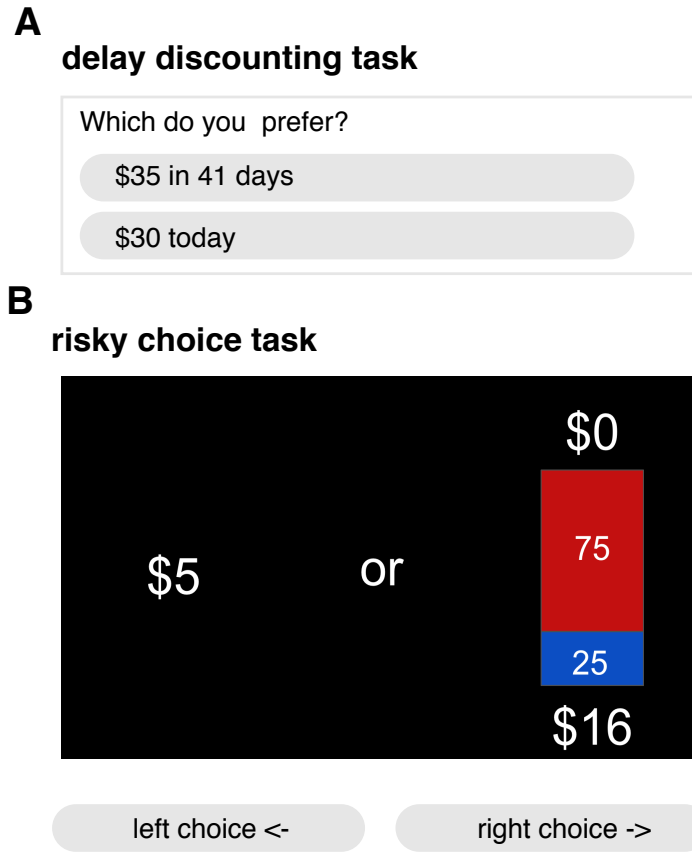 A
delay discounting task
Which do you prefer?
$35 in 41 days
$30 today
B
risky choice task
$0
75
$5 or
25
$16
left choice <- right choice ->